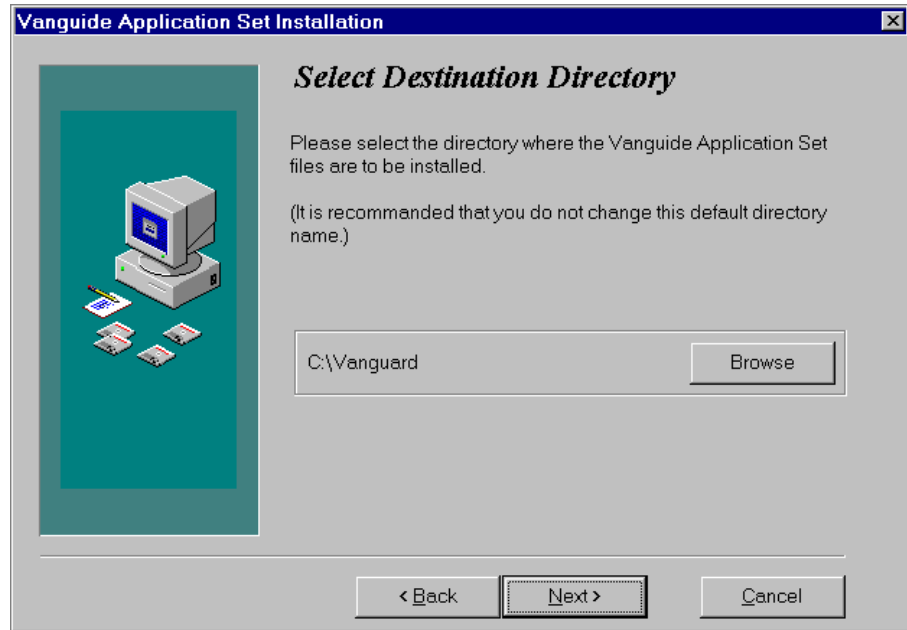 Vanguide Application Set Installation
Select Destination Directory
Please select the directory where the Vanguide Application Set
files are to be installed.
(It is recommanded that you do not change this default directory
name.)
C:\Vanguard
Browse
< Back
Next >
Cancel